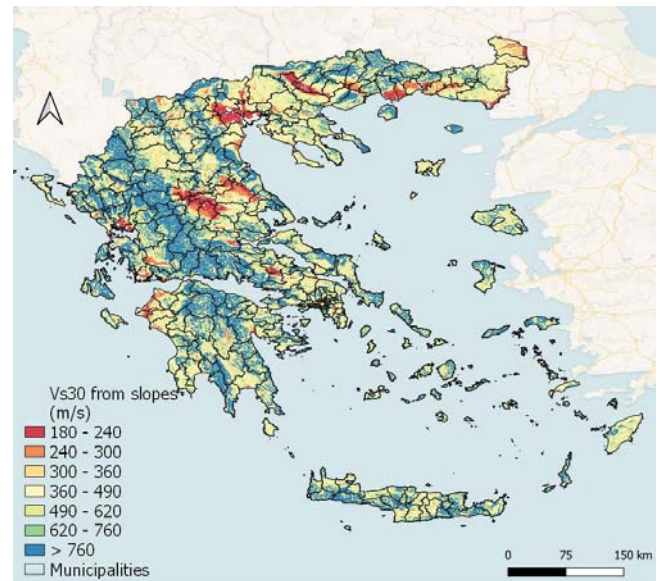 Vs30 from slopes
(m/s)
180 - 240
240 - 300
300 - 360
360 - 490
490 - 620
620 - 760
> 760
Municipalities
0 75 150 km